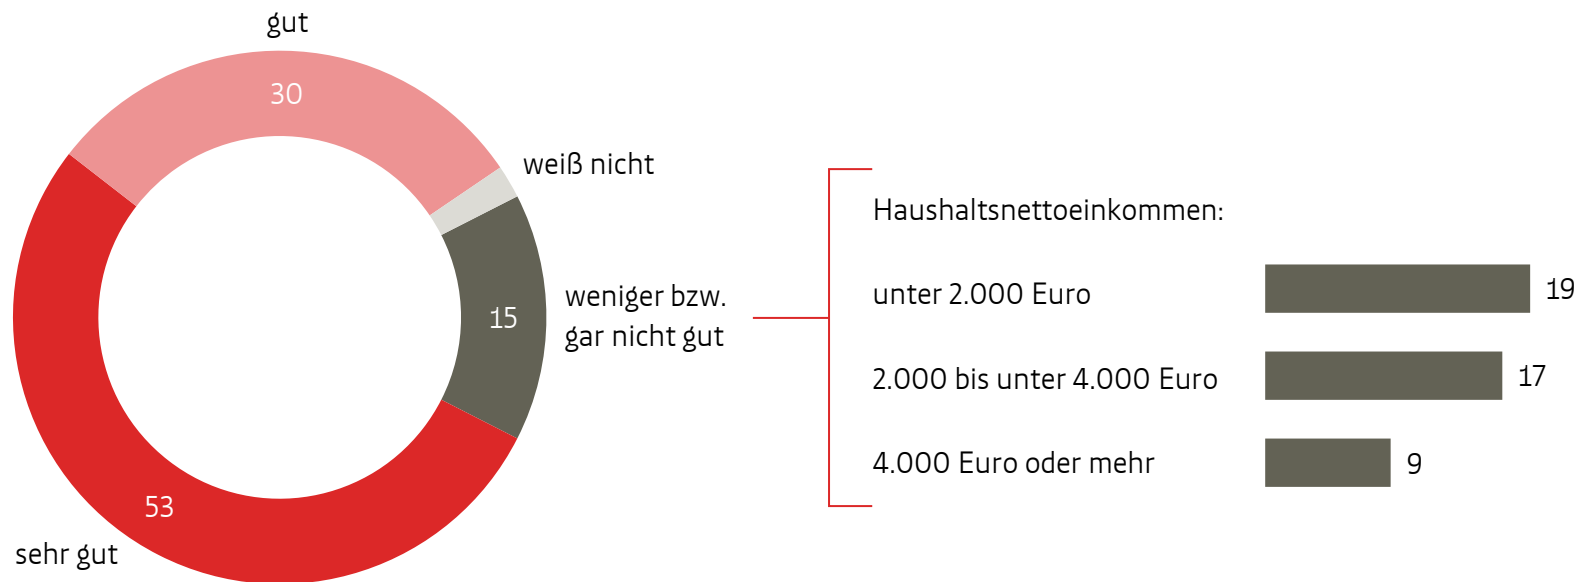 gut
30
weiß nicht
15
weniger bzw.
gar nicht gut
53
sehr gut
Haushaltsnettoeinkommen:
unter 2.000 Euro
19
2.000 bis unter 4.000 Euro
17
4.000 Euro oder mehr
9